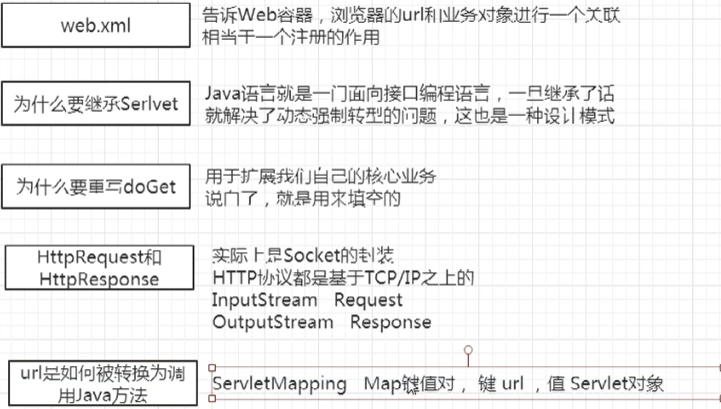 web.xml
告诉Web容器，浏览器的url和业务对象进行一个关联
相当于一个注册的作用
为什么要继承Serlvet
Java语言就是一门面向接口编程语言，一旦继承了话
就解决了动态强制转型的问题，这也是一种设计模式
为什么要重写doGet
用于扩展我们自己的核心业务
说白了，就是用来填空的
HttpRequest和
HttpResponse
实际上是Socket的封装
HTTP协议都是基于TCP/IP之上的
InputStream Request
OutputStream Response
url是如何被转换为调
用Java方法
ServletMapping Map键值对，键 url ，值 Servlet对象